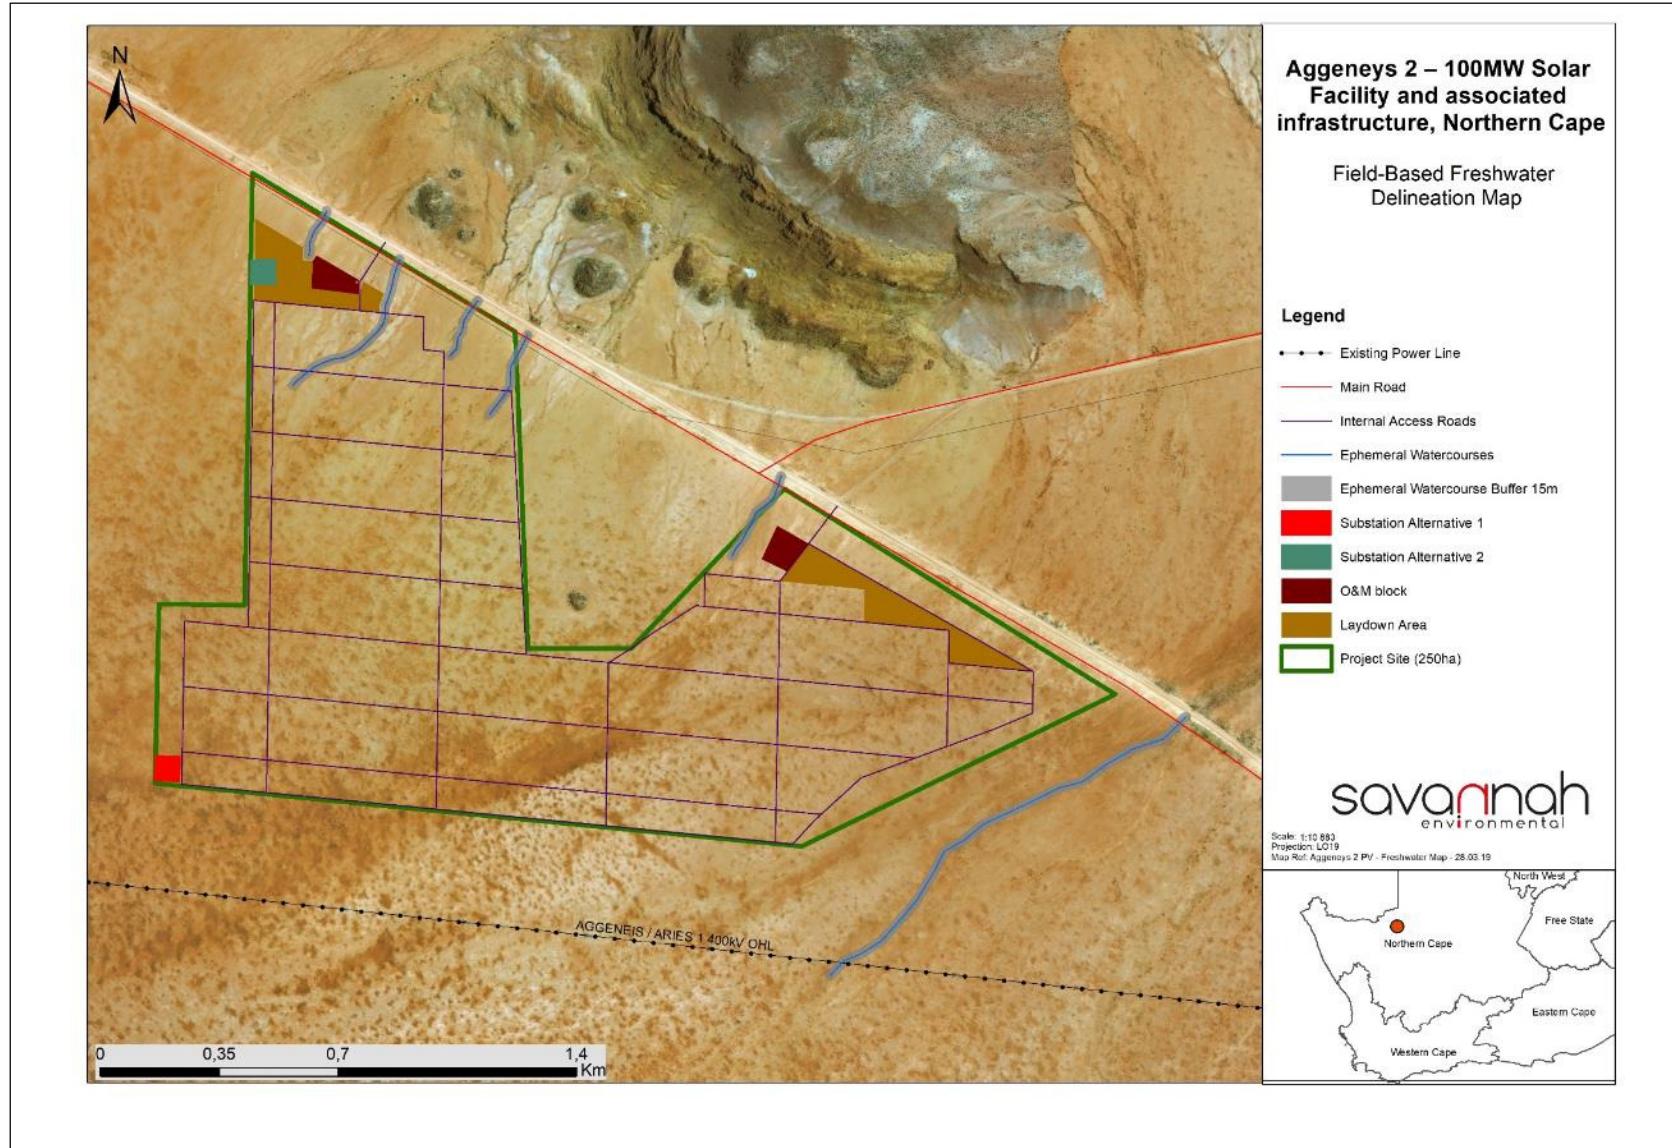 N
AGGENEIS / ARIES 1 400kV OHL
0 0,35 0,7 1,4
Km
Aggeneys 2 – 100MW Solar
Facility and associated
infrastructure, Northern Cape
Field-Based Freshwater
Delineation Map
Legend
Existing Power Line
Main Road
Internal Access Roads
Ephemeral Watercourses
Ephemeral Watercourse Buffer 15m
Substation Alternative 1
Substation Alternative 2
O&M block
Laydown Area
Project Site (250ha)
savannah
environmental
Scale: 1:10 883
Projection: LO19
Map Ref: Aggeneys 2 PV - Freshwater Map - 28.03.19
North West
Free State
Northern Cape
Eastern Cape
Western Cape